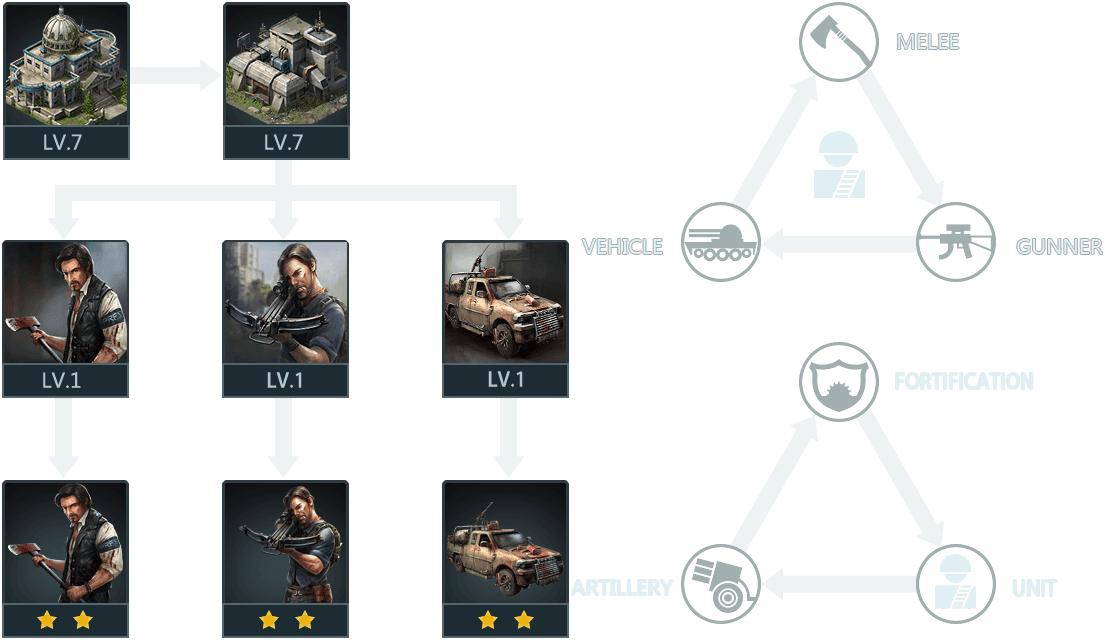 LV.7
LV.7
LV.1
LV.1
LV.1
MELEE
VEHICLE
GUNNER
FORTIFICATION
ARTILLERY
UNIT